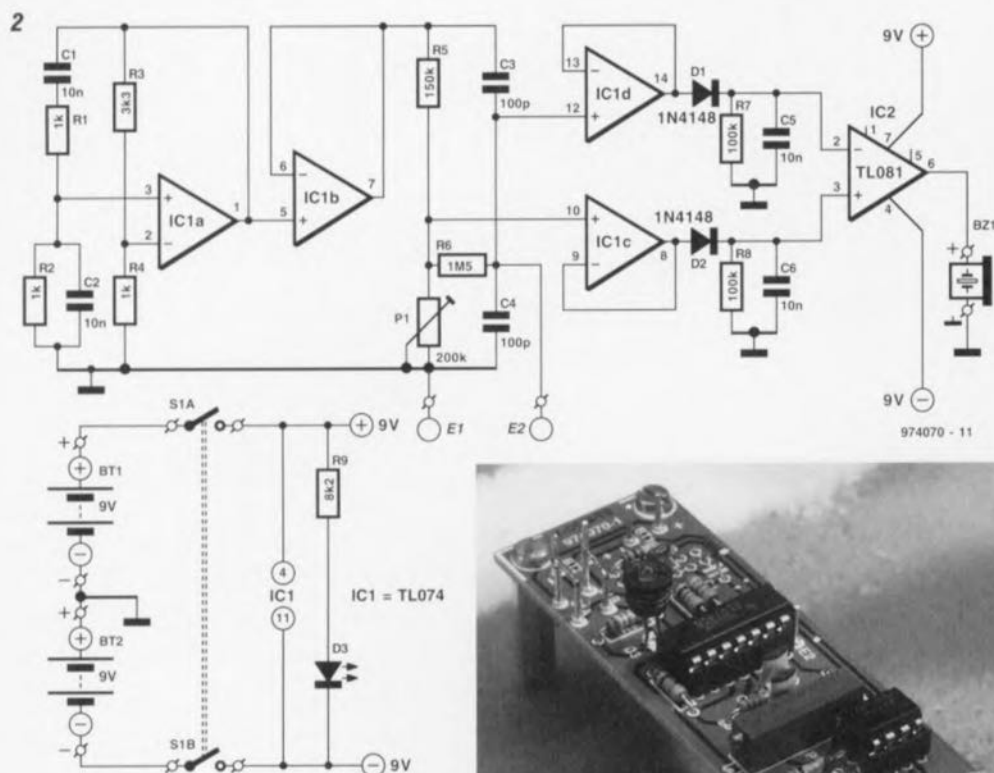 2
C1
10n
R1
1k
R3
3k3
3
+
2
−
IC1a
1
R2
1k
C2
10n
R4
1k
6
−
5
+
IC1b
7
R5
150k
C3
100p
R6
1M5
P1
200k
C4
100p
E1
E2
13
−
12
+
IC1d
14
D1
1N4148
R7
100k
C5
10n
10
+
9
−
IC1c
8
1N4148
D2
R8
100k
C6
10n
9V +
IC2
1
7
2
−
5
6
TL081
3
+
4
BZ1
+
9V −
974070 - 11
S1A
+
+
BT1
9V
−
−
+
+
BT2
9V
−
−
S1B
+ 9V
R9
8k2
4
IC1
11
IC1 = TL074
D3
− 9V